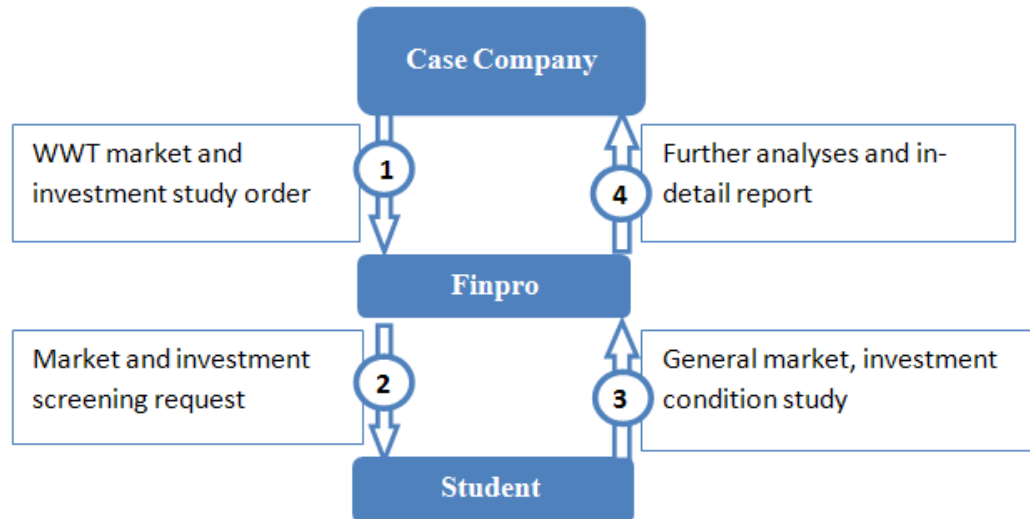 Case Company
WWT market and
investment study order
1
4
Further analyses and in-
detail report
Finpro
Market and investment
screening request
2
3
General market, investment
condition study
Student